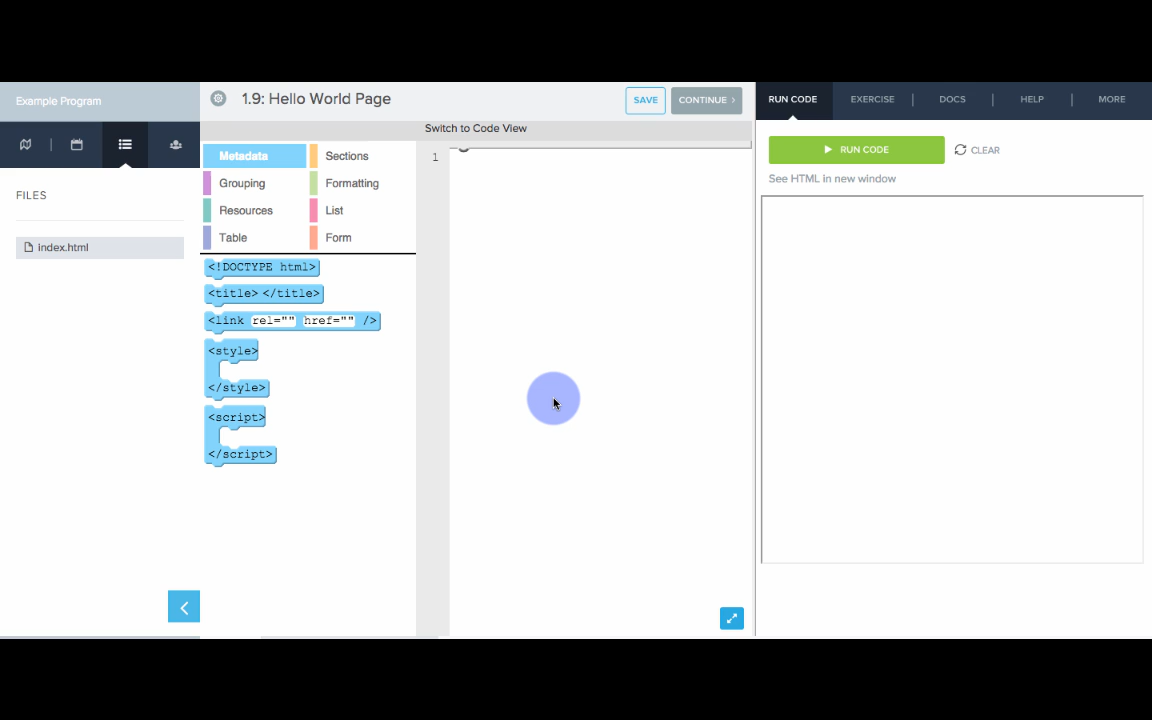 Example Program
1.9: Hello World Page
SAVE
CONTINUE >
RUN CODE
EXERCISE
DOCS
HELP
MORE
Switch to Code View
FILES
index.html
Metadata
Sections
Grouping
Formatting
Resources
List
Table
Form
<!DOCTYPE html>
<title> </title>
<link rel="" href="" />
<style>
</style>
<script>
</script>
1
RUN CODE
CLEAR
See HTML in new window